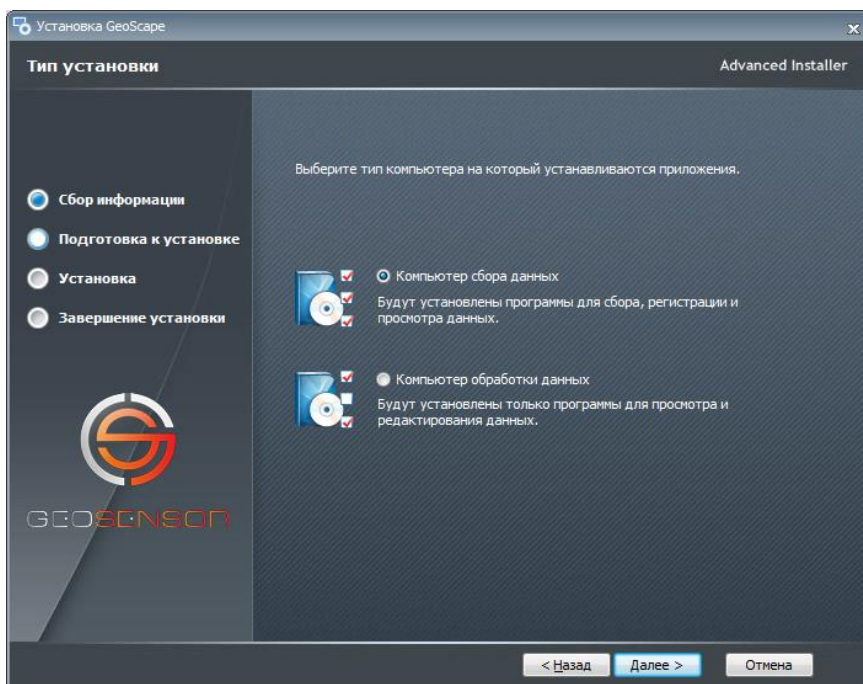 Установка GeoScape
Тип установки
Advanced Installer
Выберите тип компьютера на который устанавливаются приложения.
Сбор информации
Подготовка к установке
Установка
Завершение установки
Компьютер сбора данных
Будут установлены программы для сбора, регистрации и
просмотра данных.
Компьютер обработки данных
Будут установлены только программы для просмотра и
редактирования данных.
GEOSENSOR
< Назад
Далее >
Отмена